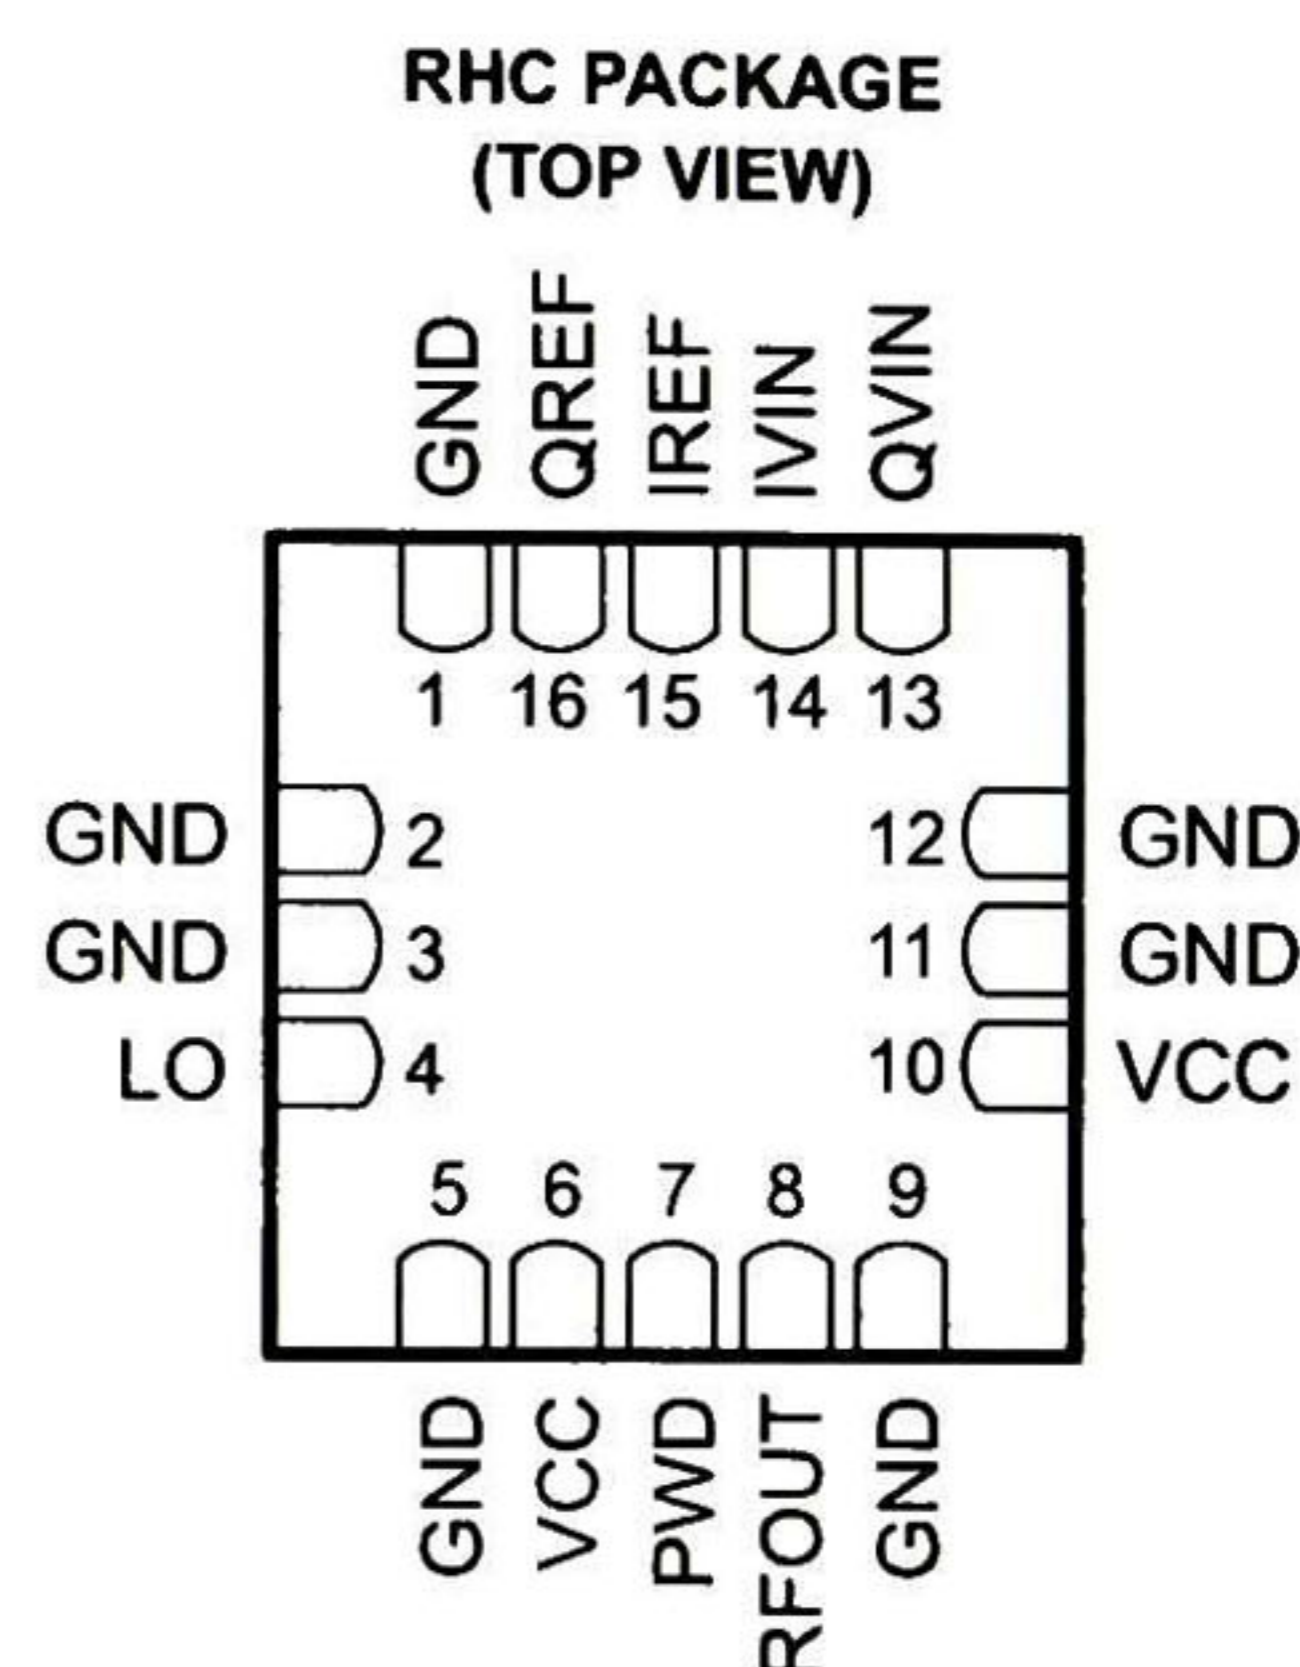 RHC PACKAGE
(TOP VIEW)
GND QREF IREF IVIN QVIN
1 16 15 14 13
GND 2 12 GND
GND 3 11 GND
LO 4 10 VCC
5 6 7 8 9
GND VCC PWD RFOUT GND